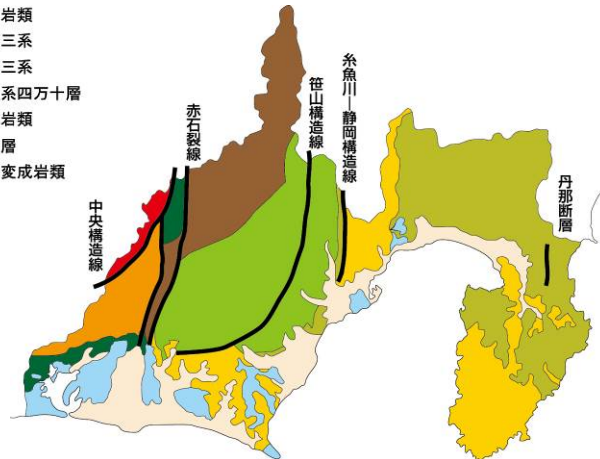 岩類
三系
三系
系四万十層
岩類
層
変成岩類
中央構造線
赤石裂線
笹山構造線
糸魚川―静岡構造線
丹那断層